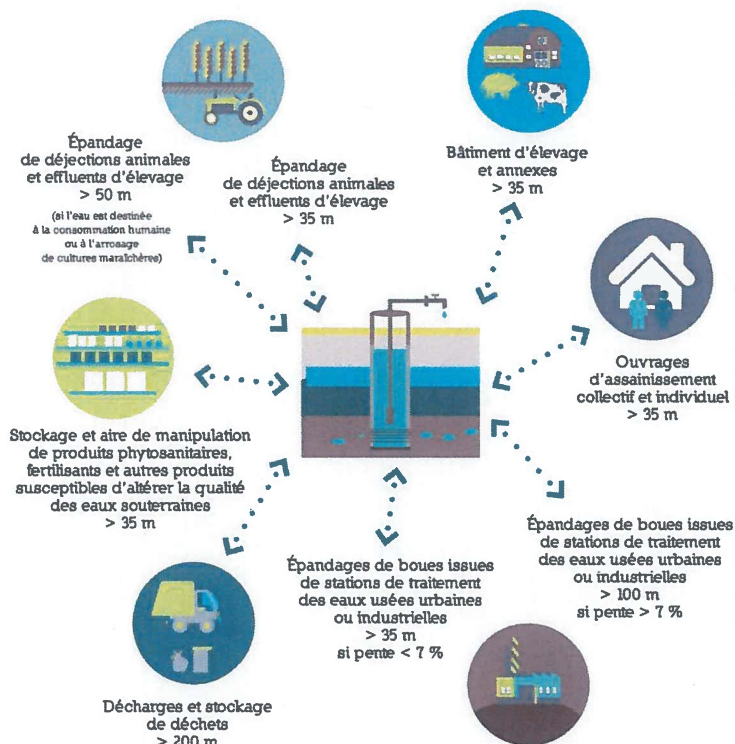 Épandage
de déjections animales
et effluents d'élevage
> 50 m
(si l'eau est destinée
à la consommation humaine
ou à l'arrosage
de cultures maraîchères)
Épandage
de déjections animales
et effluents d'élevage
> 35 m
Bâtiment d'élevage
et annexes
> 35 m
Ouvrages
d'assainissement
collectif et individuel
> 35 m
Stockage et aire de manipulation
de produits phytosanitaires,
fertilisants et autres produits
susceptibles d'altérer la qualité
des eaux souterraines
> 35 m
Épandages de boues issues
de stations de traitement
des eaux usées urbaines
ou industrielles
> 35 m
si pente < 7 %
Épandages de boues issues
de stations de traitement
des eaux usées urbaines
ou industrielles
> 100 m
si pente > 7 %
Décharges et stockage
de déchets
> 200 m